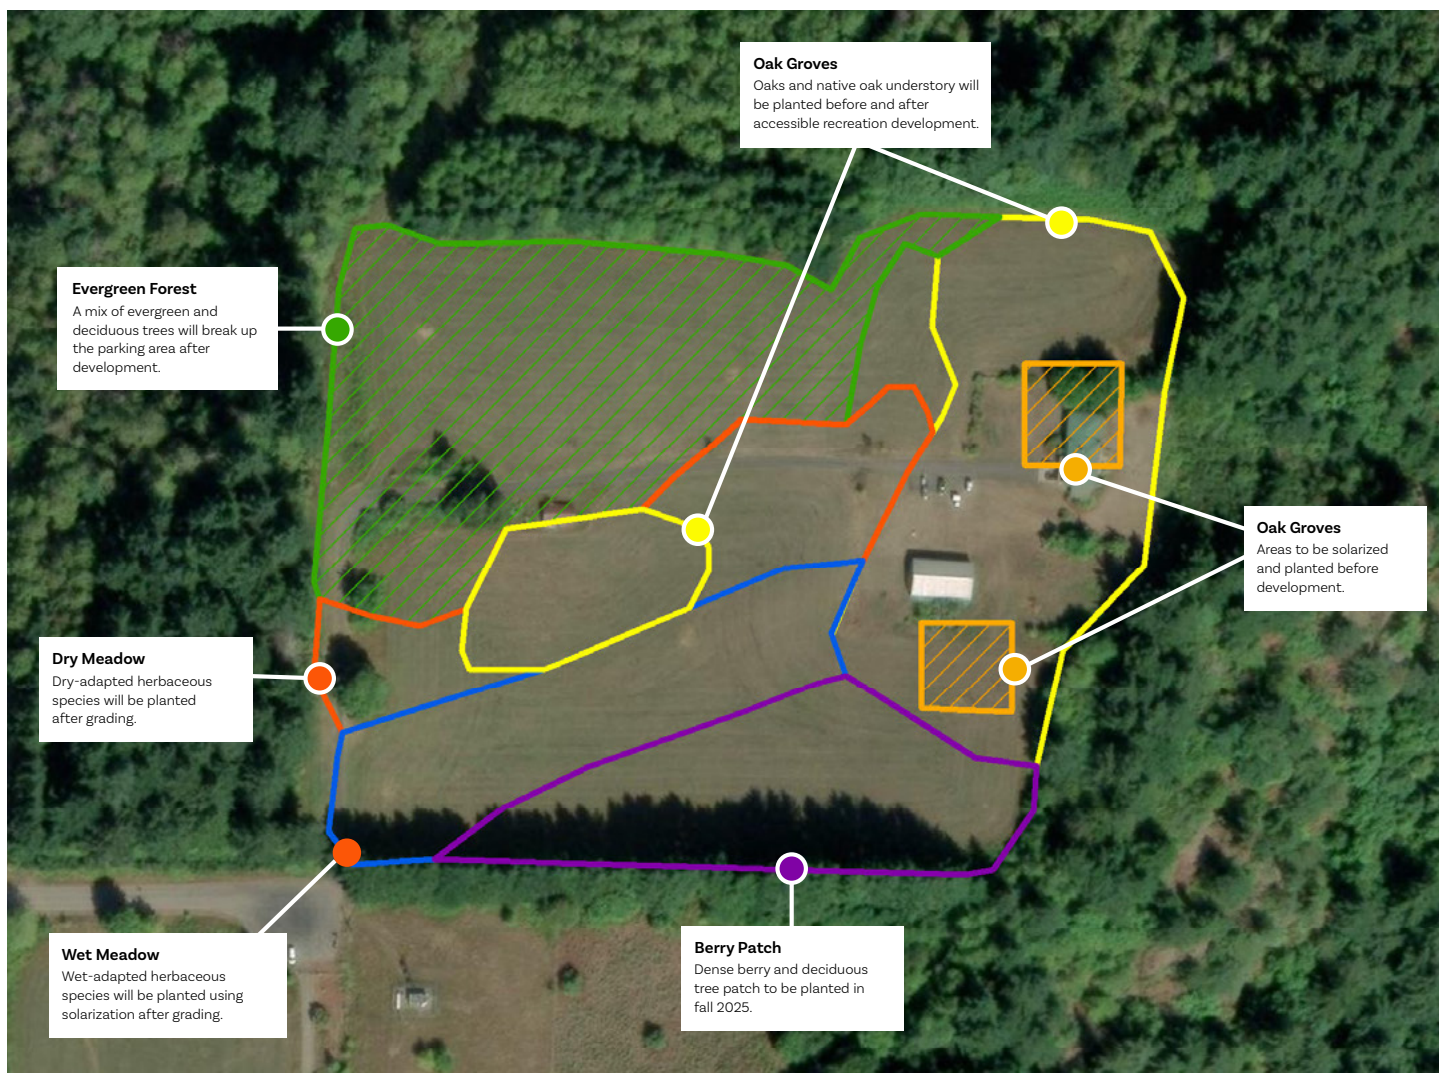 Oak Groves
Oaks and native oak understory will
be planted before and after
accessible recreation development.
Evergreen Forest
A mix of evergreen and
deciduous trees will break up
the parking area after
development.
Oak Groves
Areas to be solarized
and planted before
development.
Dry Meadow
Dry-adapted herbaceous
species will be planted
after grading.
Wet Meadow
Wet-adapted herbaceous
species will be planted using
solarization after grading.
Berry Patch
Dense berry and deciduous
tree patch to be planted in
fall 2025.